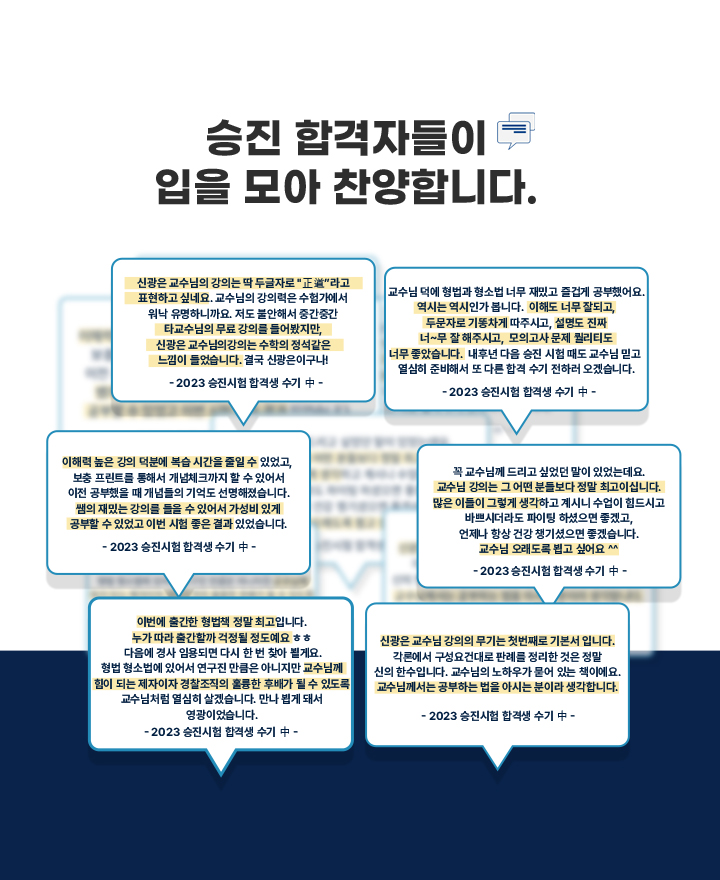 승진 합격자들이
입을 모아 찬양합니다.
신광은 교수님의 강의는 딱 두글자로 "正道”라고
표현하고 싶네요. 교수님의 강의력은 수험가에서
워낙 유명하니까요. 저도 불안해서 중간중간
타교수님의 무료 강의를 들어봤지만,
신광은 교수님의강의는 수학의 정석같은
느낌이 들었습니다. 결국 신광은이구나!
- 2023 승진시험 합격생 수기 中 -
교수님 덕에 형법과 형소법 너무 재밌고 즐겁게 공부했어요.
역시는 역시인가 봅니다. 이해도 너무 잘되고,
두문자로 기똥차게 따주시고, 설명도 진짜
너~무 잘 해주시고, 모의고사 문제 퀄리티도
너무 좋았습니다. 내후년 다음 승진 시험 때도 교수님 믿고
열심히 준비해서 또 다른 합격 수기 전하러 오겠습니다.
- 2023 승진시험 합격생 수기 中 -
이해력 높은 강의 덕분에 복습 시간을 줄일 수 있었고,
보충 프린트를 통해서 개념체크까지 할 수 있어서
이전 공부했을 때 개념들의 기억도 선명해졌습니다.
쌤의 재밌는 강의를 들을 수 있어서 가성비 있게
공부할 수 있었고 이번 시험 좋은 결과 있었습니다.
- 2023 승진시험 합격생 수기 中 -
꼭 교수님께 드리고 싶었던 말이 있었는데요.
교수님 강의는 그 어떤 분들보다 정말 최고이십니다.
많은 이들이 그렇게 생각하고 계시니 수업이 힘드시고
바쁘시더라도 파이팅 하셨으면 좋겠고,
언제나 항상 건강 챙기셨으면 좋겠습니다.
교수님 오래도록 뵙고 싶어요 ^^
- 2023 승진시험 합격생 수기 中 -
이번에 출간한 형법책 정말 최고입니다.
누가 따라 출간할까 걱정될 정도예요 ㅎㅎ
다음에 경사 임용되면 다시 한 번 찾아 뵐게요.
형법 형소법에 있어서 연구진 만큼은 아니지만 교수님께
힘이 되는 제자이자 경찰조직의 훌륭한 후배가 될 수 있도록
교수님처럼 열심히 살겠습니다. 만나 뵙게 돼서
영광이었습니다.
- 2023 승진시험 합격생 수기 中 -
신광은 교수님 강의의 무기는 첫번째로 기본서 입니다.
각론에서 구성요건대로 판례를 정리한 것은 정말
신의 한수입니다. 교수님의 노하우가 묻어 있는 책이에요.
교수님께서는 공부하는 법을 아시는 분이라 생각합니다.
- 2023 승진시험 합격생 수기 中 -